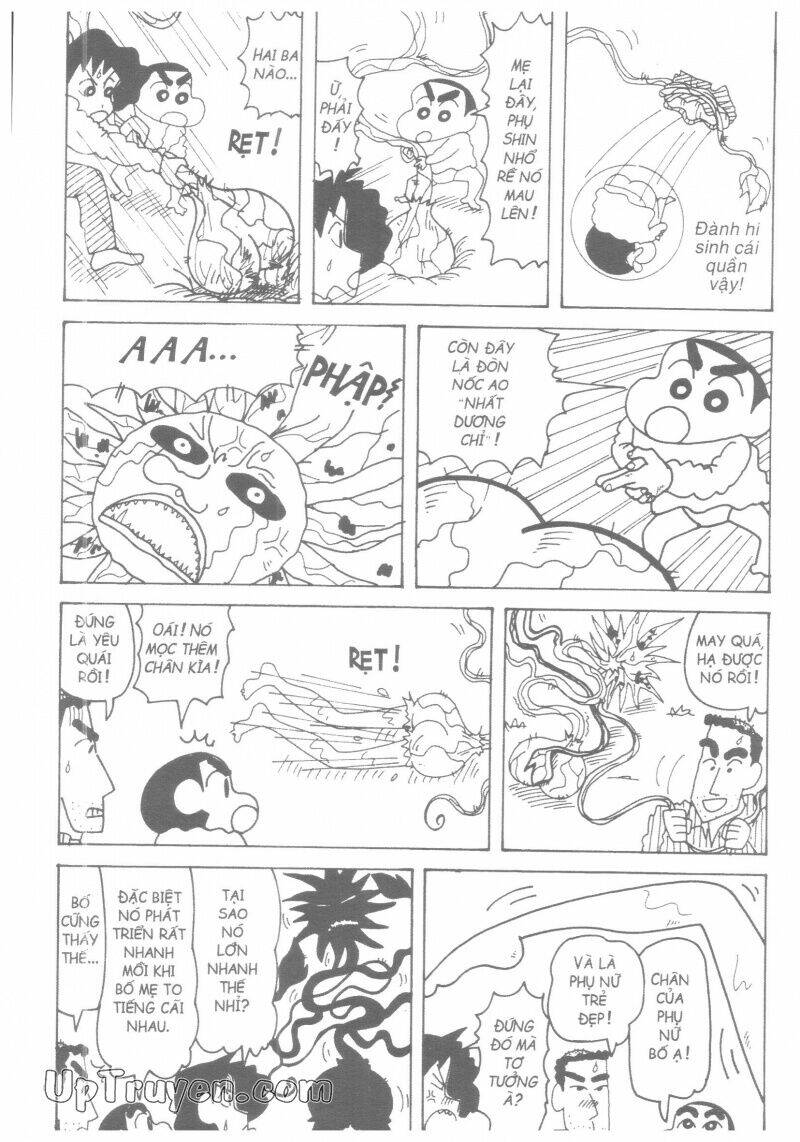 Đành hi
sinh cái
quần
vậy!
MẸ
LẠI
ĐÂY,
PHỤ
SHIN
NHỔ
RỄ NÓ
MAU
LÊN!
Ừ,
PHẢI
ĐẤY
!
HAI BA
NÀO...
RẸT!
CÒN ĐÂY
LÀ ĐÒN
NỐC AO
"NHẤT
DƯƠNG
CHỈ"!
PHẬP!
AAA...
MAY QUÁ,
HẠ ĐƯỢC
NÓ RỒI!
RẸT!
OÁI! NÓ
MỌC THÊM
CHÂN KÌA!
ĐÚNG
LÀ YÊU
QUÁI
RỒI!
CHÂN
CỦA
PHỤ
NỮ
BỐ Ạ!
VÀ LÀ
PHỤ NỮ
TRẺ
ĐẸP!
ĐỨNG
ĐÓ MÀ
TƠ
TƯỞNG
À?
TẠI
SAO
NÓ
LỚN
NHANH
THẾ
NHỈ?
ĐẶC BIỆT
NÓ PHÁT
TRIỂN RẤT
NHANH
MỖI KHI
BỐ MẸ TO
TIẾNG CÃI
NHAU.
BỐ
CŨNG
THẤY
THẾ...
UpTruyen.com